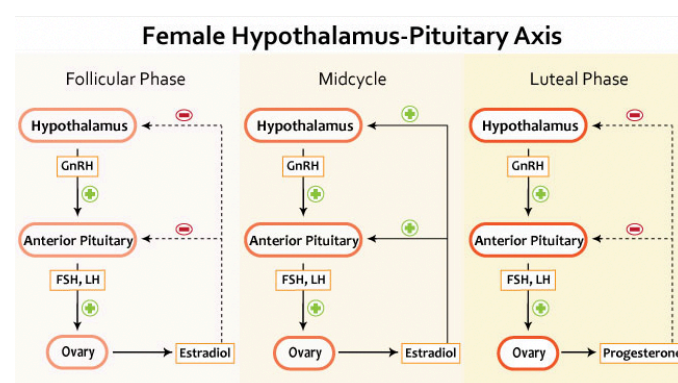 Female Hypothalamus-Pituitary Axis
Follicular Phase
Hypothalamus
GnRH
Anterior Pituitary
FSH, LH
Ovary
Estradiol
Midcycle
Hypothalamus
GnRH
Anterior Pituitary
FSH, LH
Ovary
Estradiol
Luteal Phase
Hypothalamus
GnRH
Anterior Pituitary
FSH, LH
Ovary
Progesterone